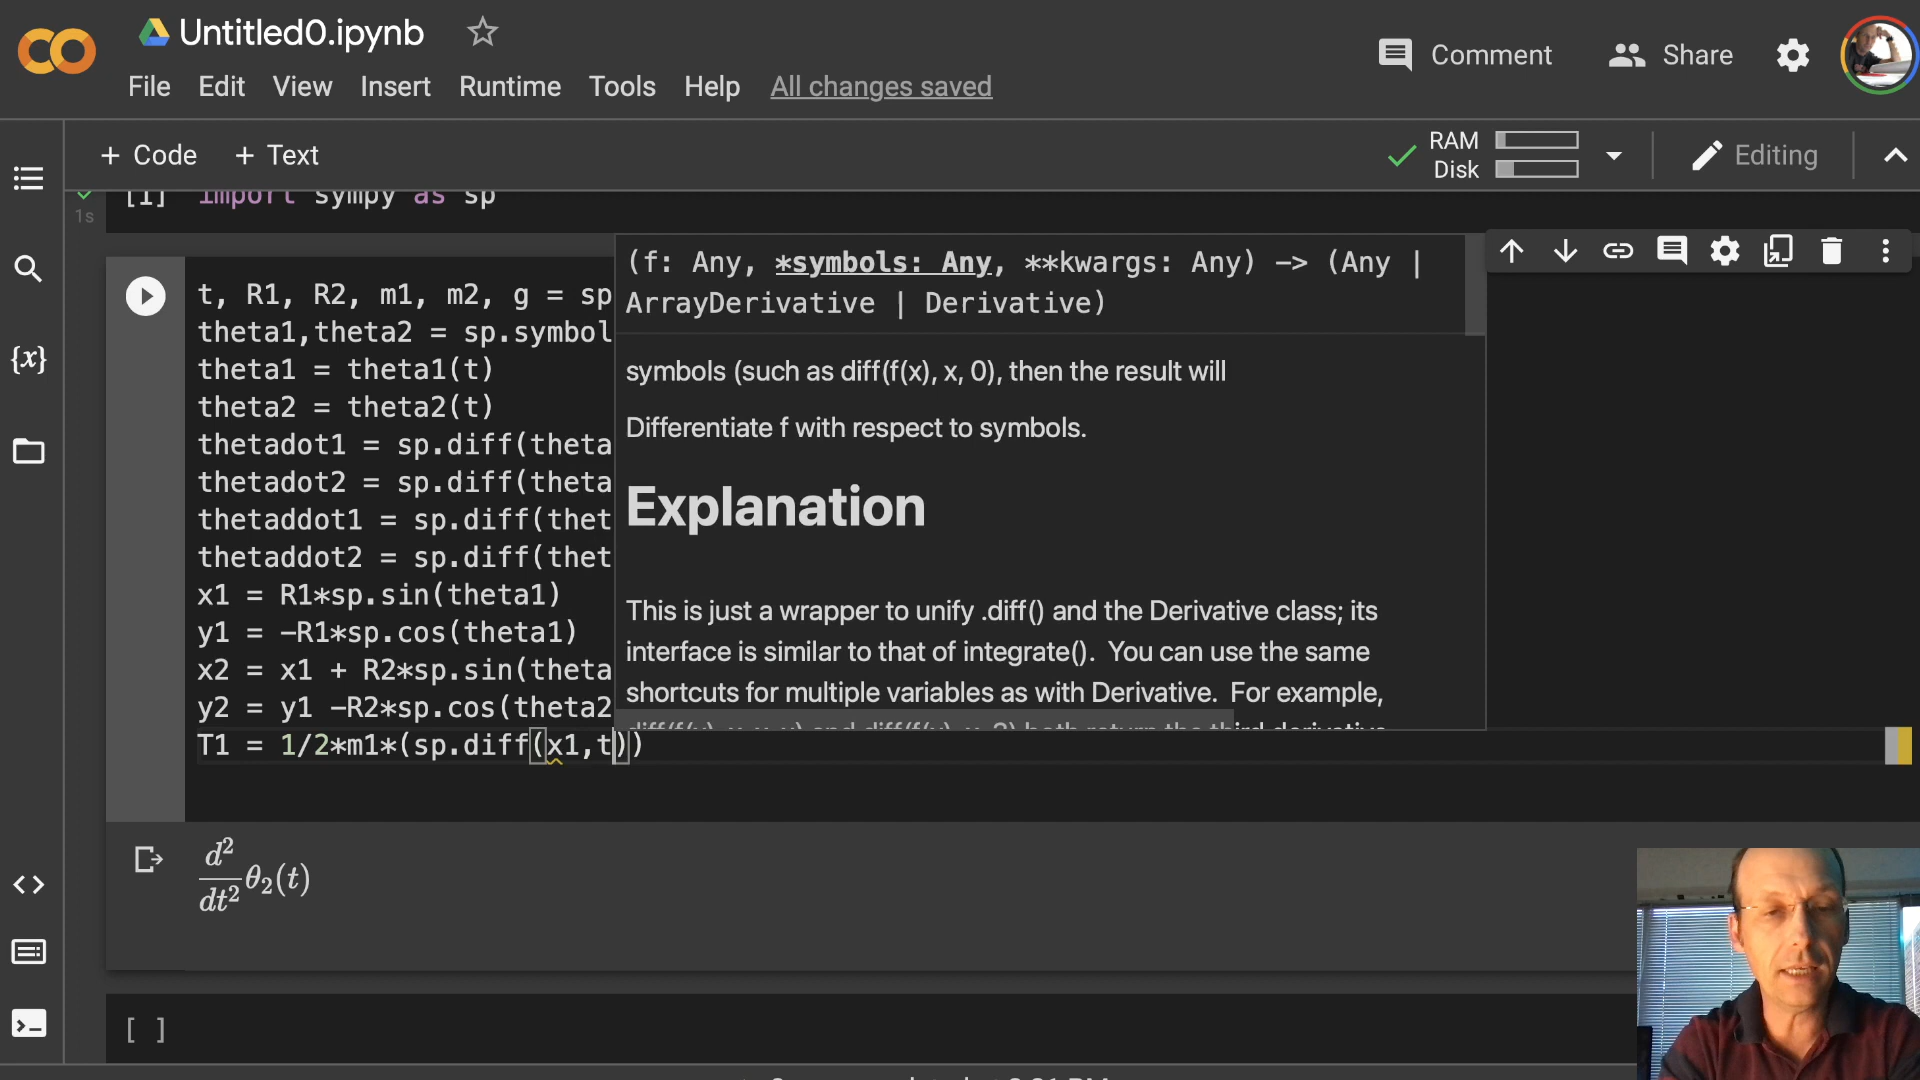 Untitled0.ipynb
Comment
Share
File Edit View Insert Runtime Tools Help All changes saved
+ Code + Text
RAM
Disk
Editing
[1] import sympy as sp
1s
(f: Any, *symbols: Any, **kwargs: Any) -> (Any |
ArrayDerivative | Derivative)
symbols (such as diff(f(x), x, 0), then the result will
Differentiate f with respect to symbols.
Explanation
This is just a wrapper to unify .diff() and the Derivative class; its
interface is similar to that of integrate(). You can use the same
shortcuts for multiple variables as with Derivative. For example,
t, R1, R2, m1, m2, g = sp
theta1,theta2 = sp.symbol
theta1 = theta1(t)
theta2 = theta2(t)
thetadot1 = sp.diff(theta
thetadot2 = sp.diff(theta
thetaddot1 = sp.diff(thet
thetaddot2 = sp.diff(thet
x1 = R1*sp.sin(theta1)
y1 = -R1*sp.cos(theta1)
x2 = x1 + R2*sp.sin(theta
y2 = y1 -R2*sp.cos(theta2
T1 = 1/2*m1*(sp.diff(x1,t))
{x}
d²/dt² θ₂(t)
[ ]